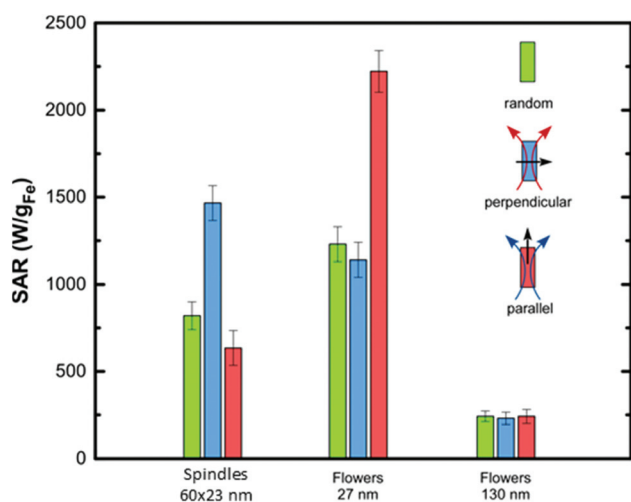 2500
2000
1500
1000
500
0
SAR (W/gFe)
random
perpendicular
parallel
Spindles
60x23 nm
Flowers
27 nm
Flowers
130 nm